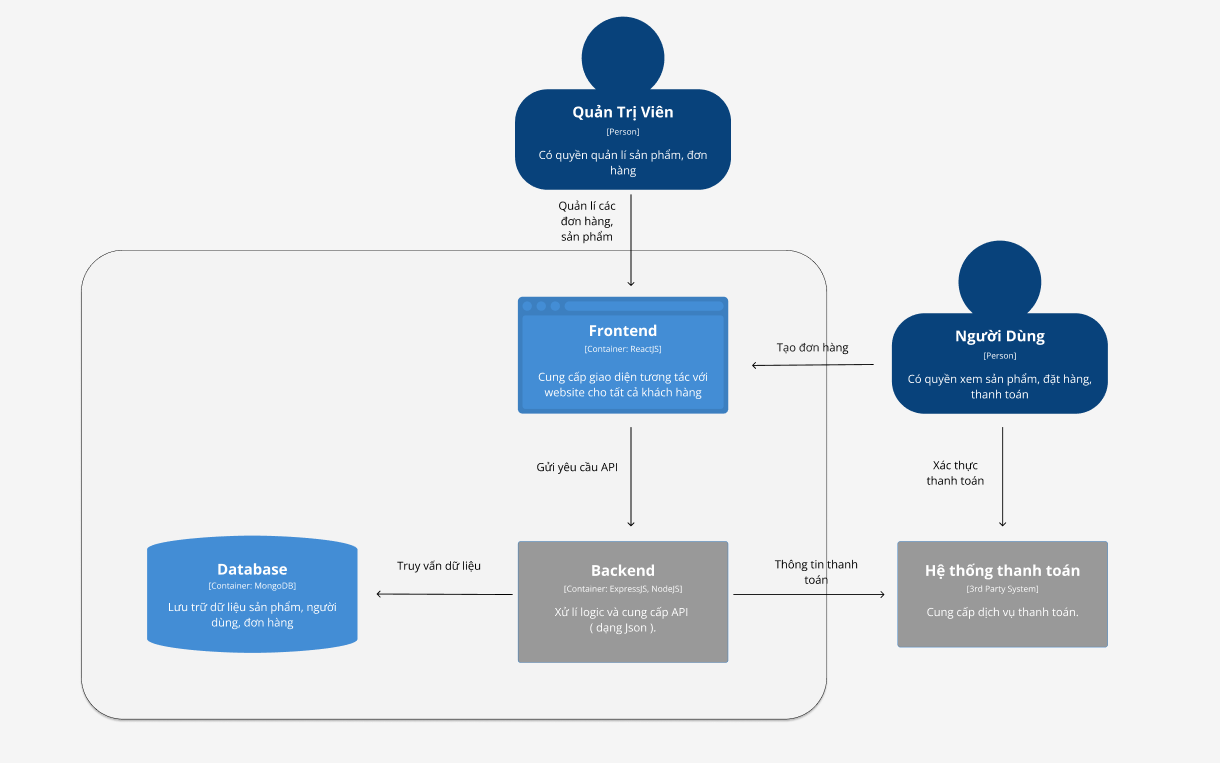 Quản Trị Viên
[Person]
Có quyền quản lí sản phẩm, đơn
hàng
Quản lí các
đơn hàng,
sản phẩm
Frontend
[Container: ReactJS]
Cung cấp giao diện tương tác với
website cho tất cả khách hàng
Tạo đơn hàng
Người Dùng
[Person]
Có quyền xem sản phẩm, đặt hàng,
thanh toán
Gửi yêu cầu API
Xác thực
thanh toán
Database
[Container: MongoDB]
Lưu trữ dữ liệu sản phẩm, người
dùng, đơn hàng
Truy vấn dữ liệu
Backend
[Container: ExpressJS, NodeJS]
Xử lí logic và cung cấp API
( dạng Json ).
Thông tin thanh
toán
Hệ thống thanh toán
[3rd Party System]
Cung cấp dịch vụ thanh toán.